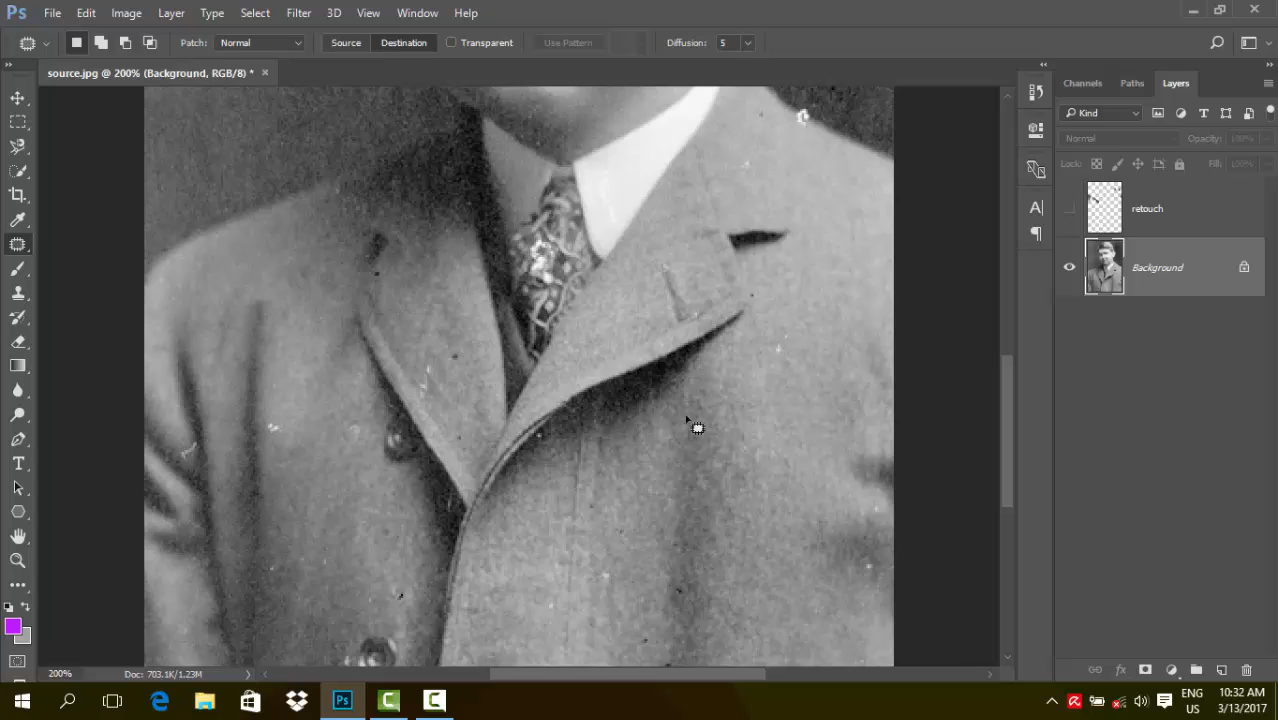 Ps File Edit Image Layer Type Select Filter 3D View Window Help
Patch: Normal Source Destination Transparent Use Pattern Diffusion: 5
source.jpg @ 200% (Background, RGB/8) * ×
Channels Paths Layers
Kind
Normal Opacity: 100%
Lock: Fill: 100%
retouch
Background
200% Doc: 703.1K/1.23M
ENG 10:32 AM
US 3/13/2017